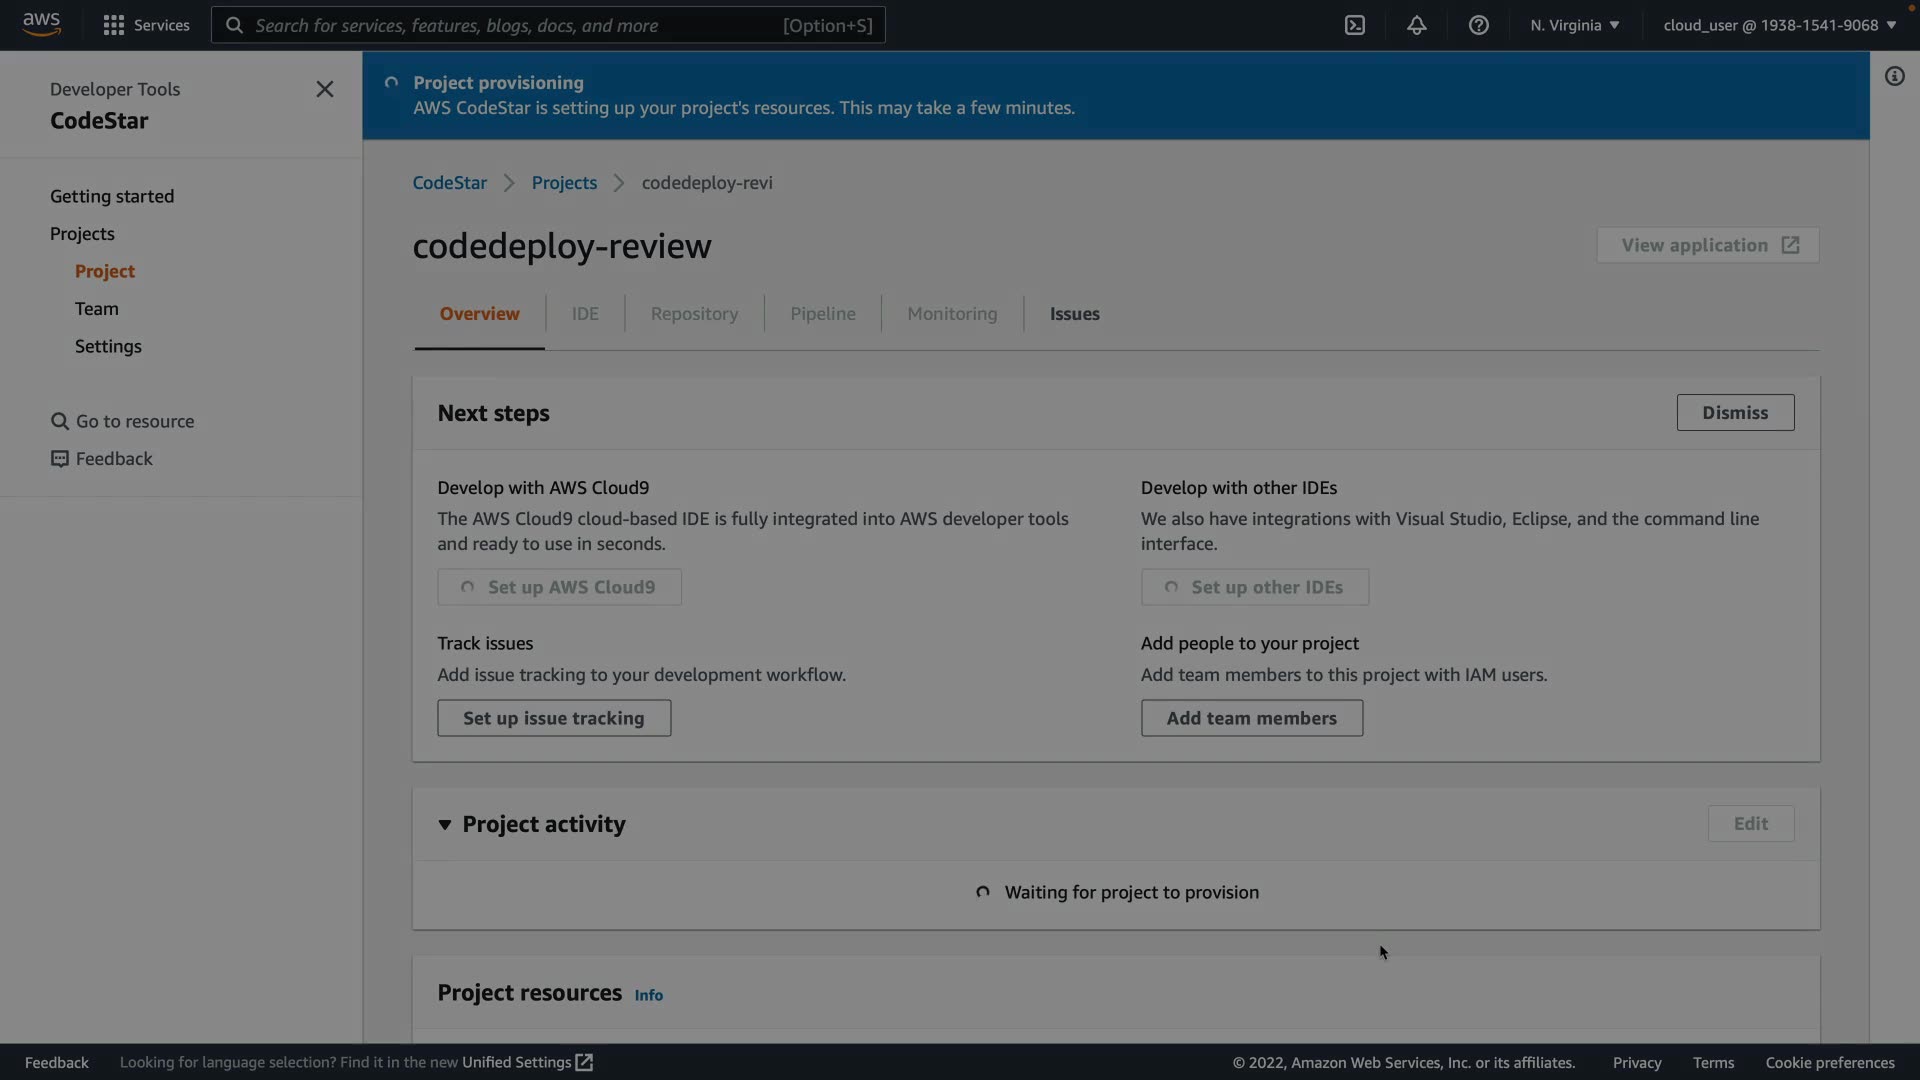 aws
Services
Search for services, features, blogs, docs, and more
[Option+S]
N. Virginia
cloud_user @ 1938-1541-9068
Developer Tools
CodeStar
Getting started
Projects
Project
Team
Settings
Go to resource
Feedback
Project provisioning
AWS CodeStar is setting up your project's resources. This may take a few minutes.
CodeStar
Projects
codedeploy-revi
codedeploy-review
View application
Overview
IDE
Repository
Pipeline
Monitoring
Issues
Next steps
Dismiss
Develop with AWS Cloud9
The AWS Cloud9 cloud-based IDE is fully integrated into AWS developer tools
and ready to use in seconds.
Set up AWS Cloud9
Develop with other IDEs
We also have integrations with Visual Studio, Eclipse, and the command line
interface.
Set up other IDEs
Track issues
Add issue tracking to your development workflow.
Set up issue tracking
Add people to your project
Add team members to this project with IAM users.
Add team members
Project activity
Edit
Waiting for project to provision
Project resources
Info
Feedback
Looking for language selection? Find it in the new Unified Settings
© 2022, Amazon Web Services, Inc. or its affiliates.
Privacy
Terms
Cookie preferences